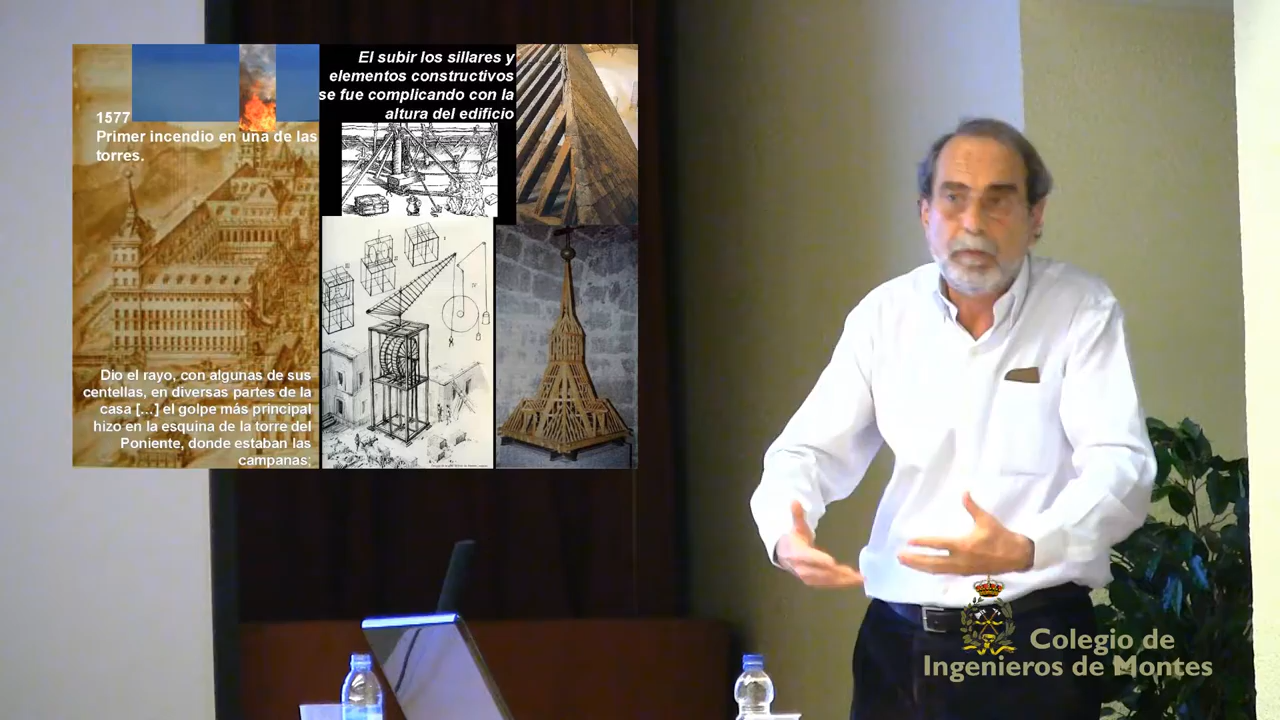 1577
Primer incendio en una de las
torres.
Dio el rayo, con algunas de sus
centellas, en diversas partes de la
casa [...] el golpe más principal
hizo en la esquina de la torre del
Poniente, donde estaban las
campanas;
El subir los sillares y
elementos constructivos
se fue complicando con la
altura del edificio
Colegio de
Ingenieros de Montes